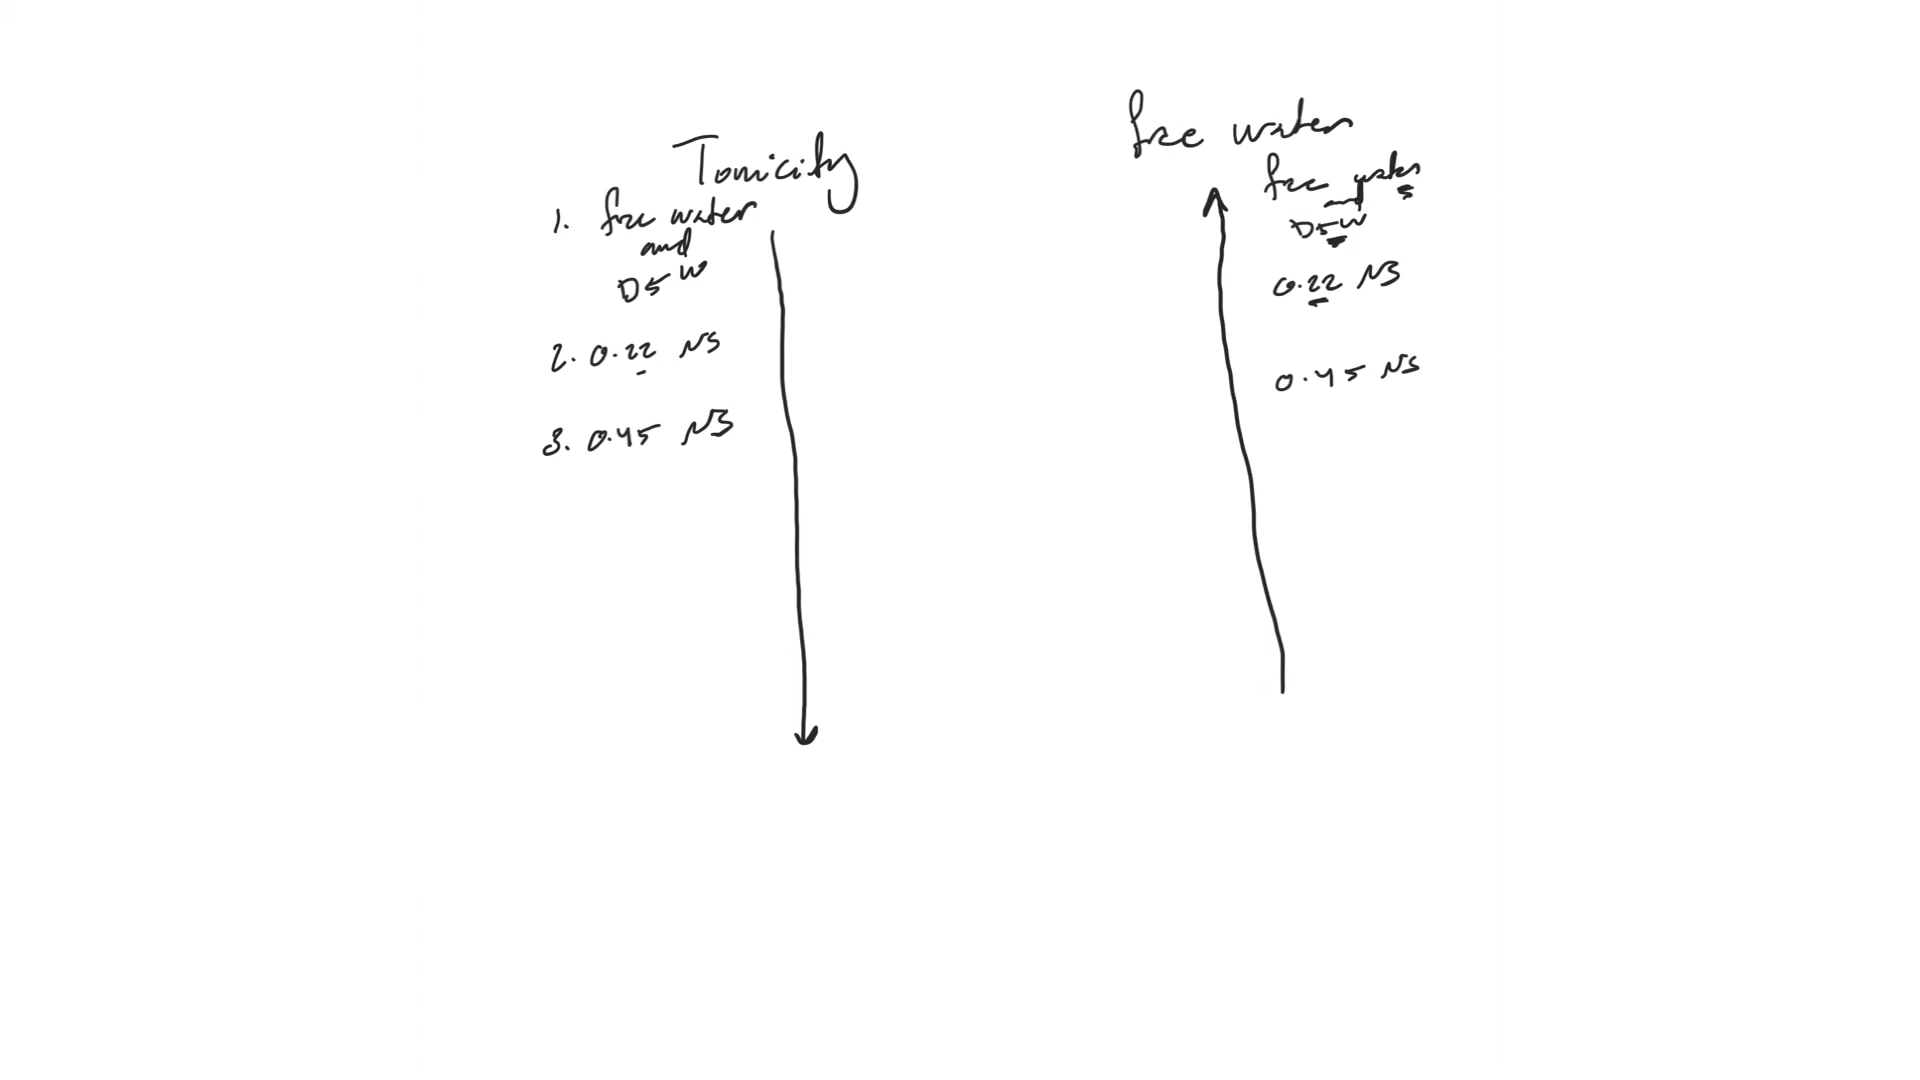 Tonicity
1. free water
and
D5W
2. 0.22 NS
3. 0.45 NS
free water
free water
and
D5W
0.22 NS
0.45 NS